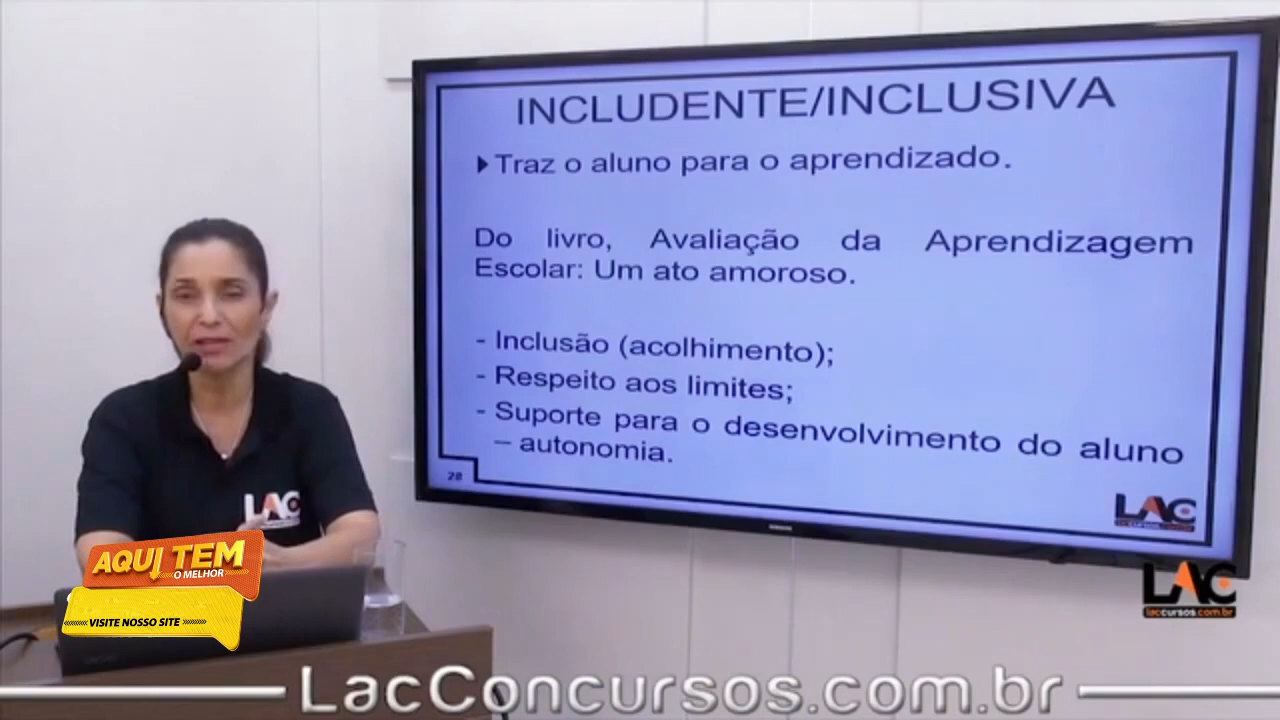 INCLUDENTE/INCLUSIVA
Traz o aluno para o aprendizado.
Do livro, Avaliação da Aprendizagem
Escolar: Um ato amoroso.
- Inclusão (acolhimento);
- Respeito aos limites;
- Suporte para o desenvolvimento do aluno
– autonomia.
28
LAC
LAC
AQUI TEM
O MELHOR
VISITE NOSSO SITE
LAC
laccursos.com.br
LacConcursos.com.br